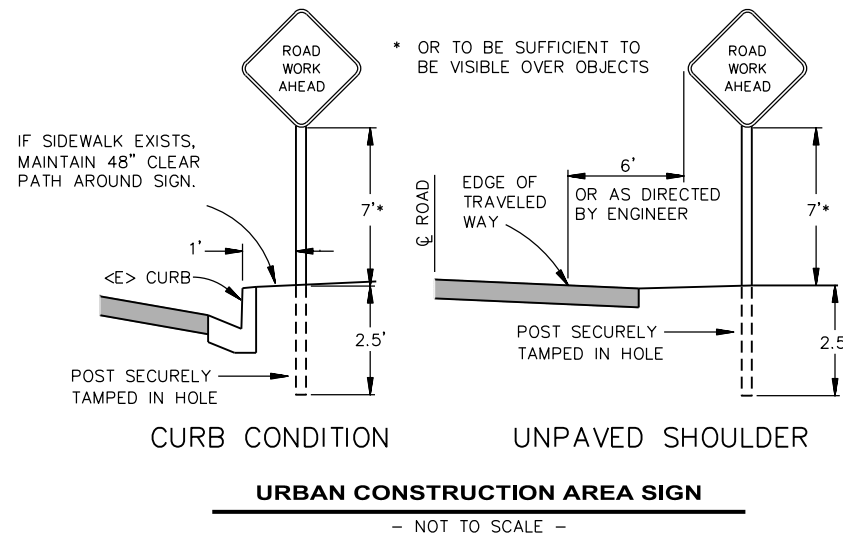 ROAD
WORK
AHEAD
* OR TO BE SUFFICIENT TO
BE VISIBLE OVER OBJECTS
ROAD
WORK
AHEAD
IF SIDEWALK EXISTS,
MAINTAIN 48" CLEAR
PATH AROUND SIGN.
7'*
1'
<E> CURB
2.5'
POST SECURELY
TAMPED IN HOLE
CURB CONDITION
℄ ROAD
EDGE OF
TRAVELED
WAY
6'
OR AS DIRECTED
BY ENGINEER
7'*
POST SECURELY
TAMPED IN HOLE
2.5
UNPAVED SHOULDER
URBAN CONSTRUCTION AREA SIGN
– NOT TO SCALE –